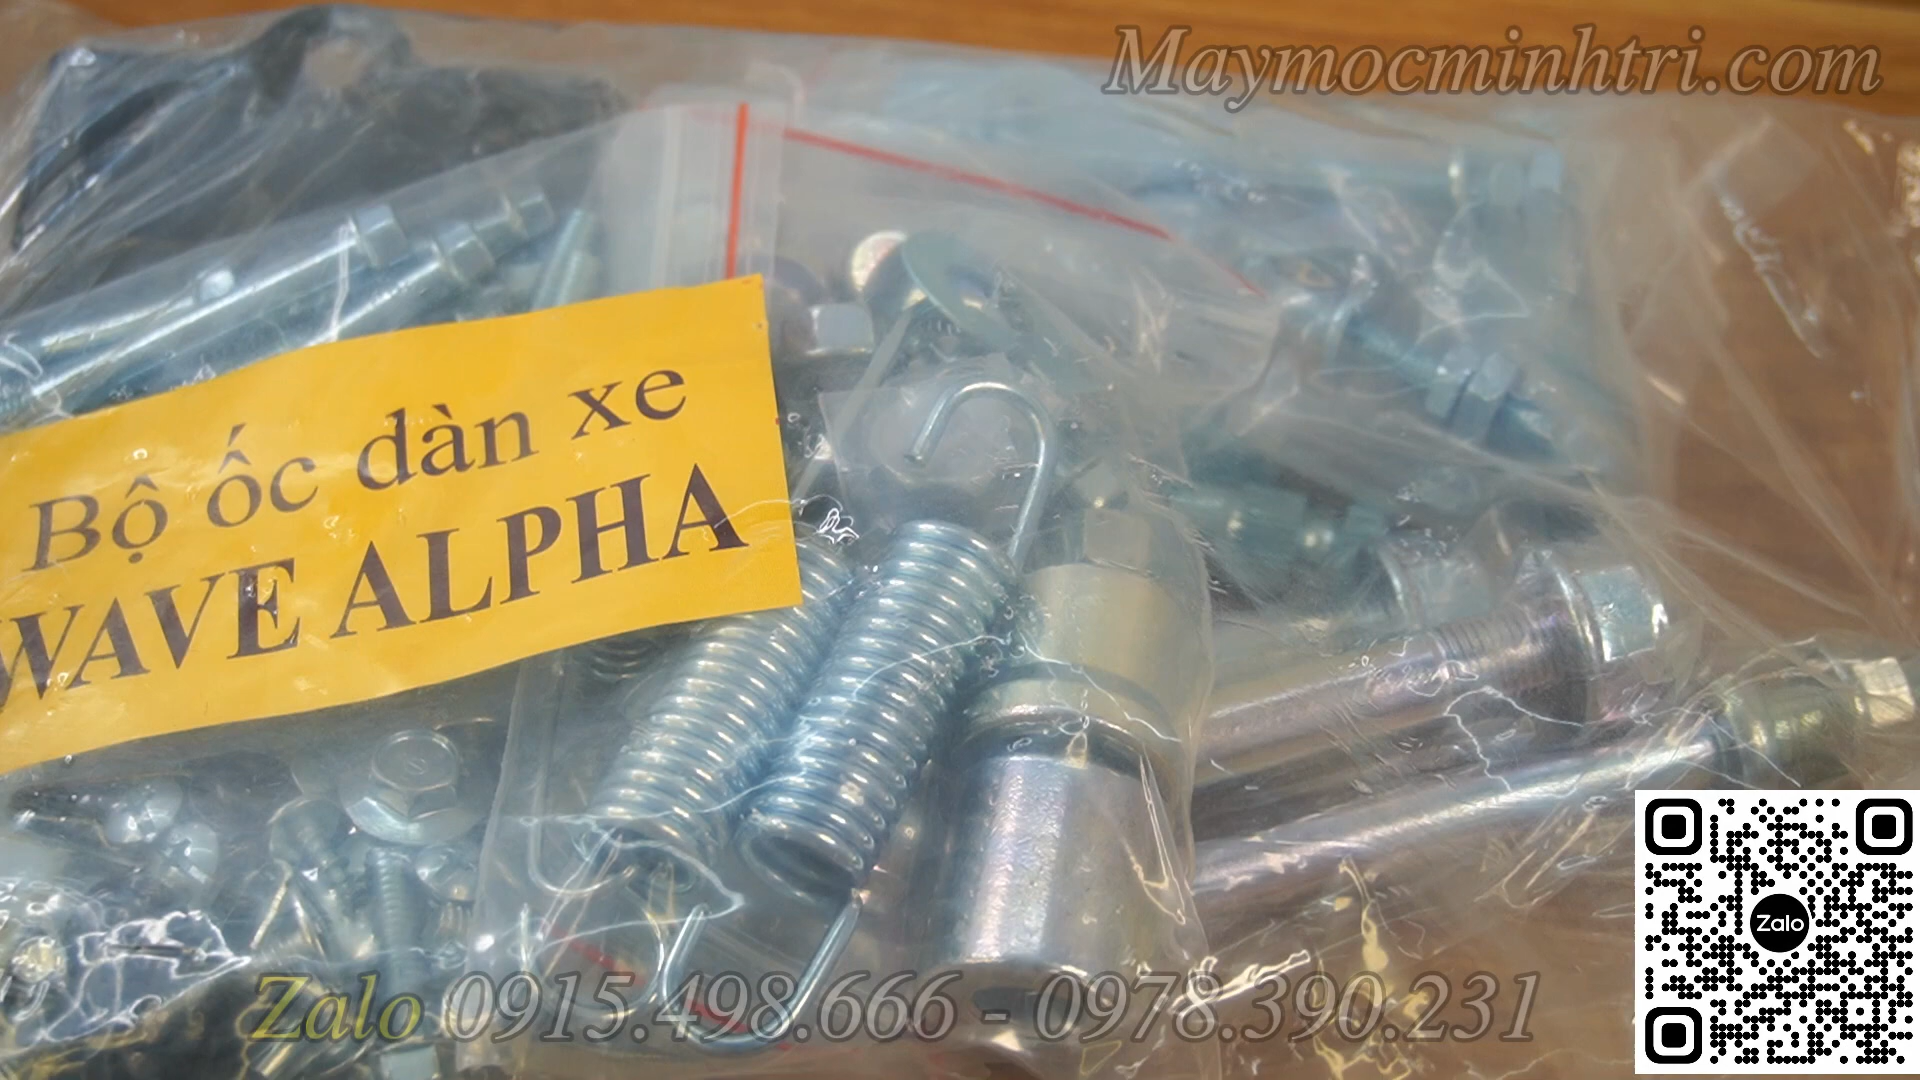 Maymocminhtri.com
Bộ ốc dàn xe
WAVE ALPHA
Zalo 0915.498.666 - 0978.390.231
Zalo